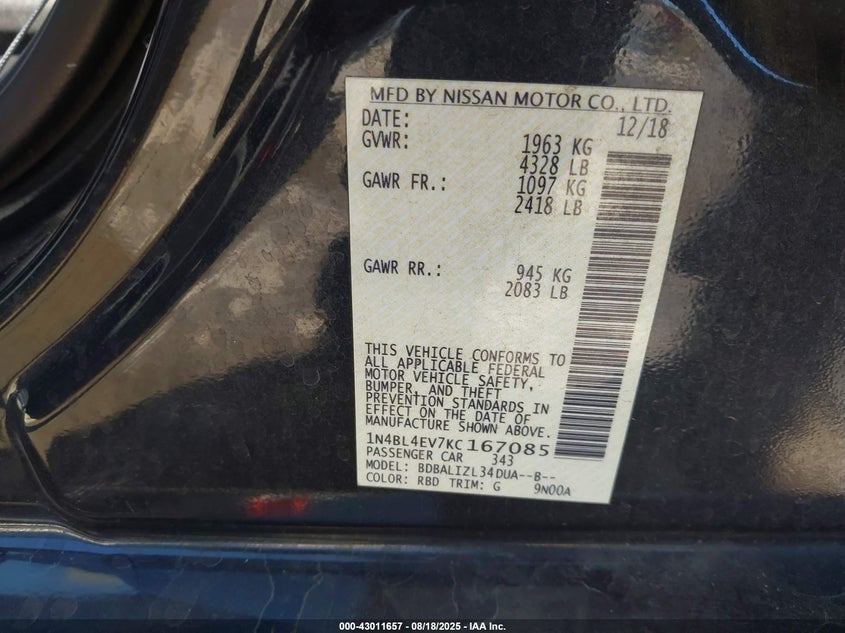 MFD BY NISSAN MOTOR CO., LTD.
DATE: 12/18
GVWR: 1963 KG
4328 LB
GAWR FR.: 1097 KG
2418 LB
GAWR RR.: 945 KG
2083 LB
THIS VEHICLE CONFORMS TO
ALL APPLICABLE FEDERAL
MOTOR VEHICLE SAFETY,
BUMPER, AND THEFT
PREVENTION STANDARDS IN
EFFECT ON THE DATE OF
MANUFACTURE SHOWN ABOVE.
1N4BL4EV7KC167085
PASSENGER CAR 343
MODEL: BDBALIZL34DUA--B--
COLOR: RBD TRIM: G 9N00A
000-43011657 - 08/18/2025 - IAA Inc.